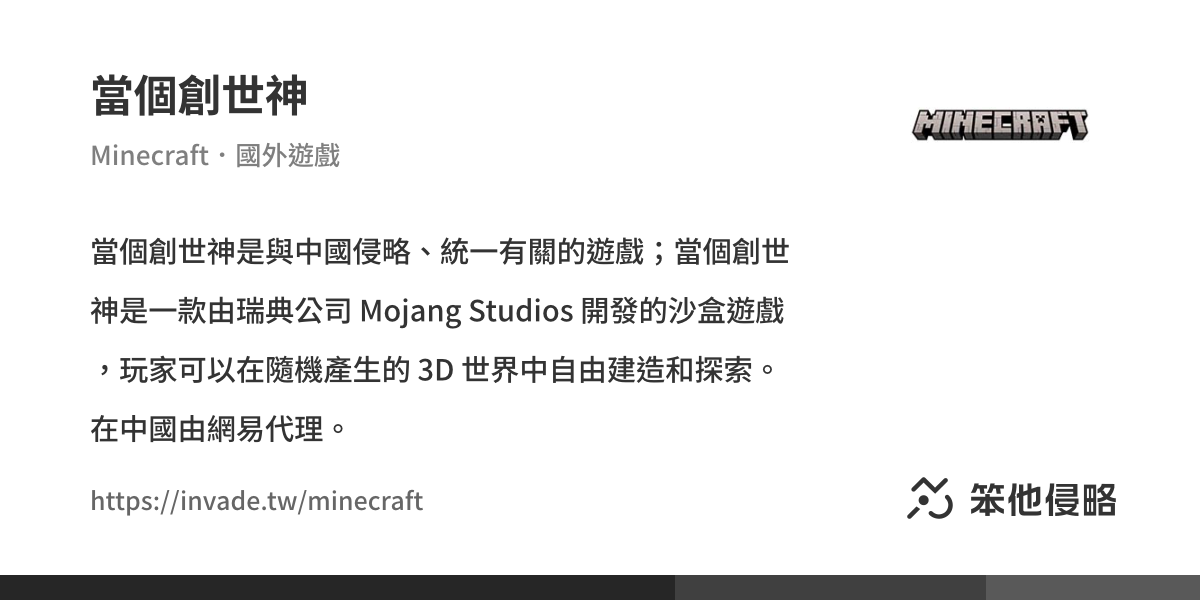 當個創世神
Minecraft・國外遊戲
MINECRAFT
當個創世神是與中國侵略、統一有關的遊戲；當個創世
神是一款由瑞典公司 Mojang Studios 開發的沙盒遊戲
，玩家可以在隨機產生的 3D 世界中自由建造和探索。
在中國由網易代理。
https://invade.tw/minecraft
笨他侵略